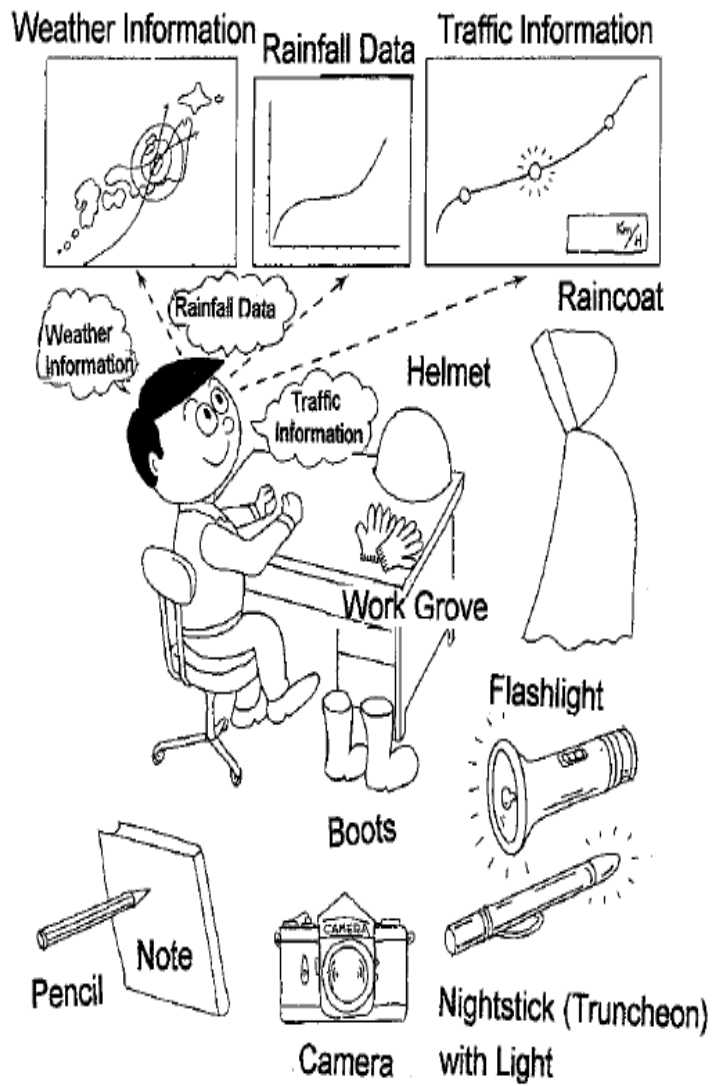 Weather Information
Rainfall Data
Traffic Information
Km/H
Rainfall Data
Weather
Information
Raincoat
Helmet
Traffic
Information
Work Grove
Flashlight
Boots
CAMERA
Note
Pencil
Nightstick (Truncheon)
with Light
Camera